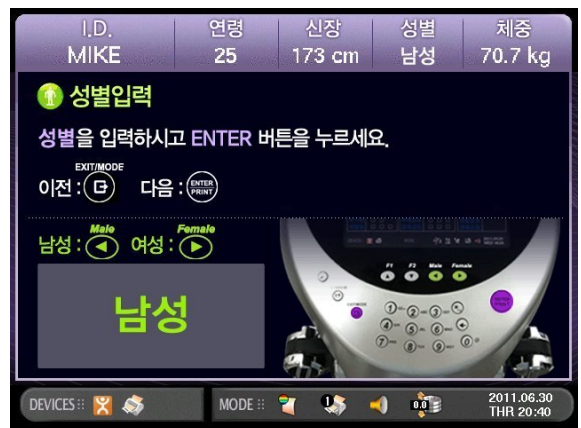 I.D. 연령 신장 성별 체중
MIKE 25 173 cm 남성 70.7 kg
성별입력
성별을 입력하시고 ENTER 버튼을 누르세요.
EXIT/MODE
이전 : 다음 : ENTER PRINT
Male Female
남성 : 여성 :
남성
F1 F2 Male Female
DEVICES :: MODE :: 1 0.0 2011.06.30
THR 20:40